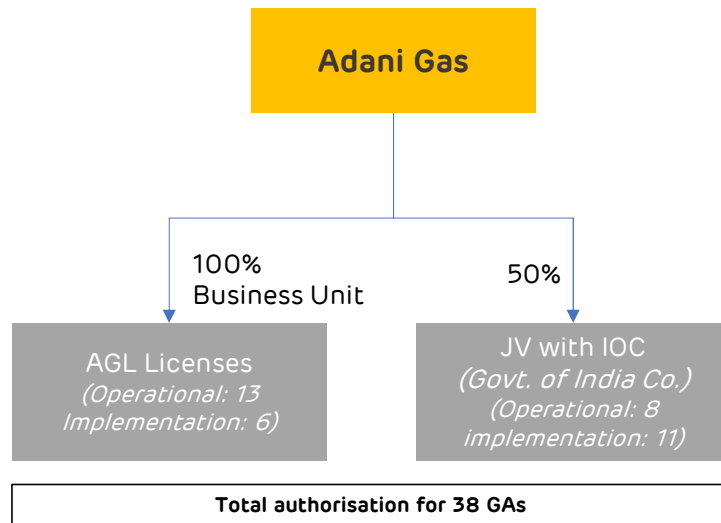 Adani Gas
100%
Business Unit
50%
AGL Licenses
(Operational: 13
Implementation: 6)
JV with IOC
(Govt. of India Co.)
(Operational: 8
implementation: 11)
Total authorisation for 38 GAs